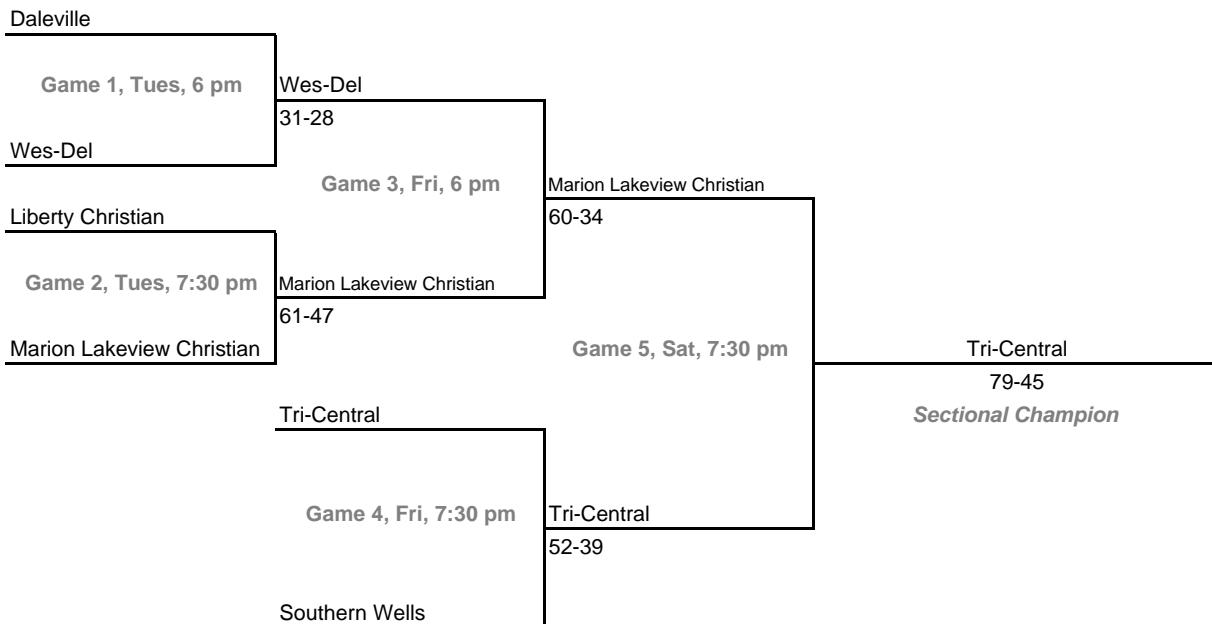 Daleville
Game 1, Tues, 6 pm
Wes-Del
31-28
Wes-Del
Game 3, Fri, 6 pm
Marion Lakeview Christian
60-34
Liberty Christian
Game 2, Tues, 7:30 pm
Marion Lakeview Christian
61-47
Marion Lakeview Christian
Game 5, Sat, 7:30 pm
Tri-Central
79-45
Sectional Champion
Tri-Central
Game 4, Fri, 7:30 pm
Tri-Central
52-39
Southern Wells